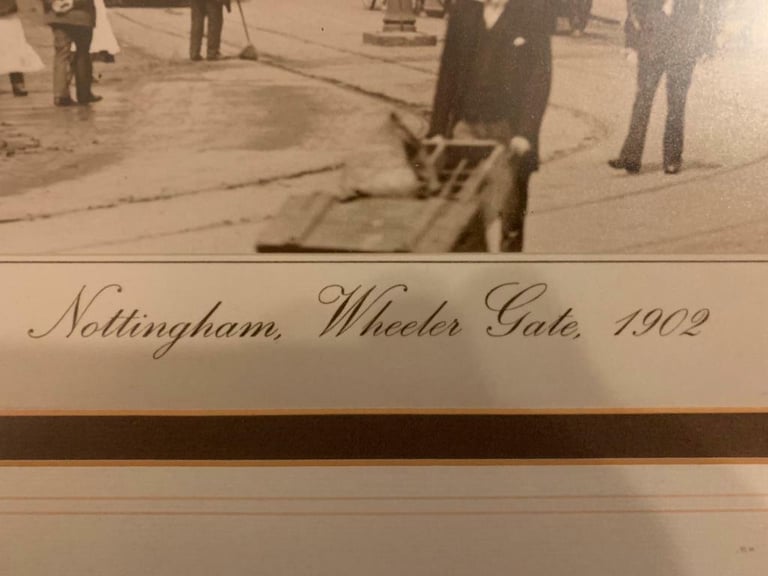 Nottingham, Wheeler Gate, 1902